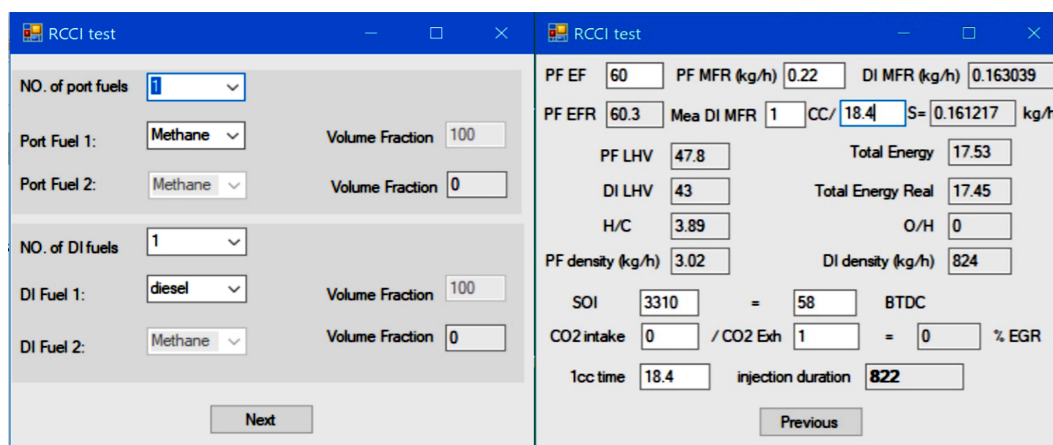 RCCI test
NO. of port fuels 1
Port Fuel 1: Methane Volume Fraction 100
Port Fuel 2: Methane Volume Fraction 0
NO. of DI fuels 1
DI Fuel 1: diesel Volume Fraction 100
DI Fuel 2: Methane Volume Fraction 0
Next
RCCI test
PF EF 60 PF MFR (kg/h) 0.22 DI MFR (kg/h) 0.163039
PF EFR 60.3 Mea DI MFR 1 CC/ 18.4 S= 0.161217 kg/h
PF LHV 47.8 Total Energy 17.53
DI LHV 43 Total Energy Real 17.45
H/C 3.89 O/H 0
PF density (kg/h) 3.02 DI density (kg/h) 824
SOI 3310 = 58 BTDC
CO2 intake 0 / CO2 Exh 1 = 0 % EGR
1cc time 18.4 injection duration 822
Previous